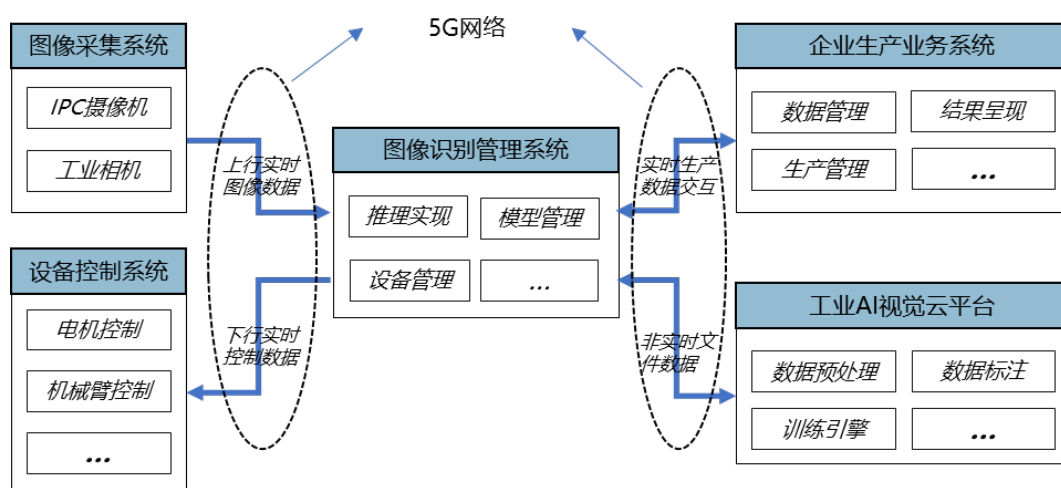 5G网络
图像采集系统
IPC摄像机
工业相机
设备控制系统
电机控制
机械臂控制
...
上行实时
图像数据
下行实时
控制数据
图像识别管理系统
推理实现
模型管理
设备管理
...
实时生产
数据交互
非实时文
件数据
企业生产业务系统
数据管理
结果呈现
生产管理
...
工业AI视觉云平台
数据预处理
数据标注
训练引擎
...